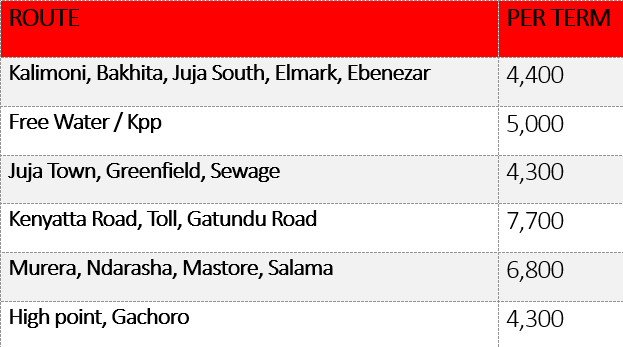 ROUTE PER TERM
Kalimoni, Bakhita, Juja South, Elmark, Ebenezar 4,400
Free Water / Kpp 5,000
Juja Town, Greenfield, Sewage 4,300
Kenyatta Road, Toll, Gatundu Road 7,700
Murera, Ndarasha, Mastore, Salama 6,800
High point, Gachoro 4,300